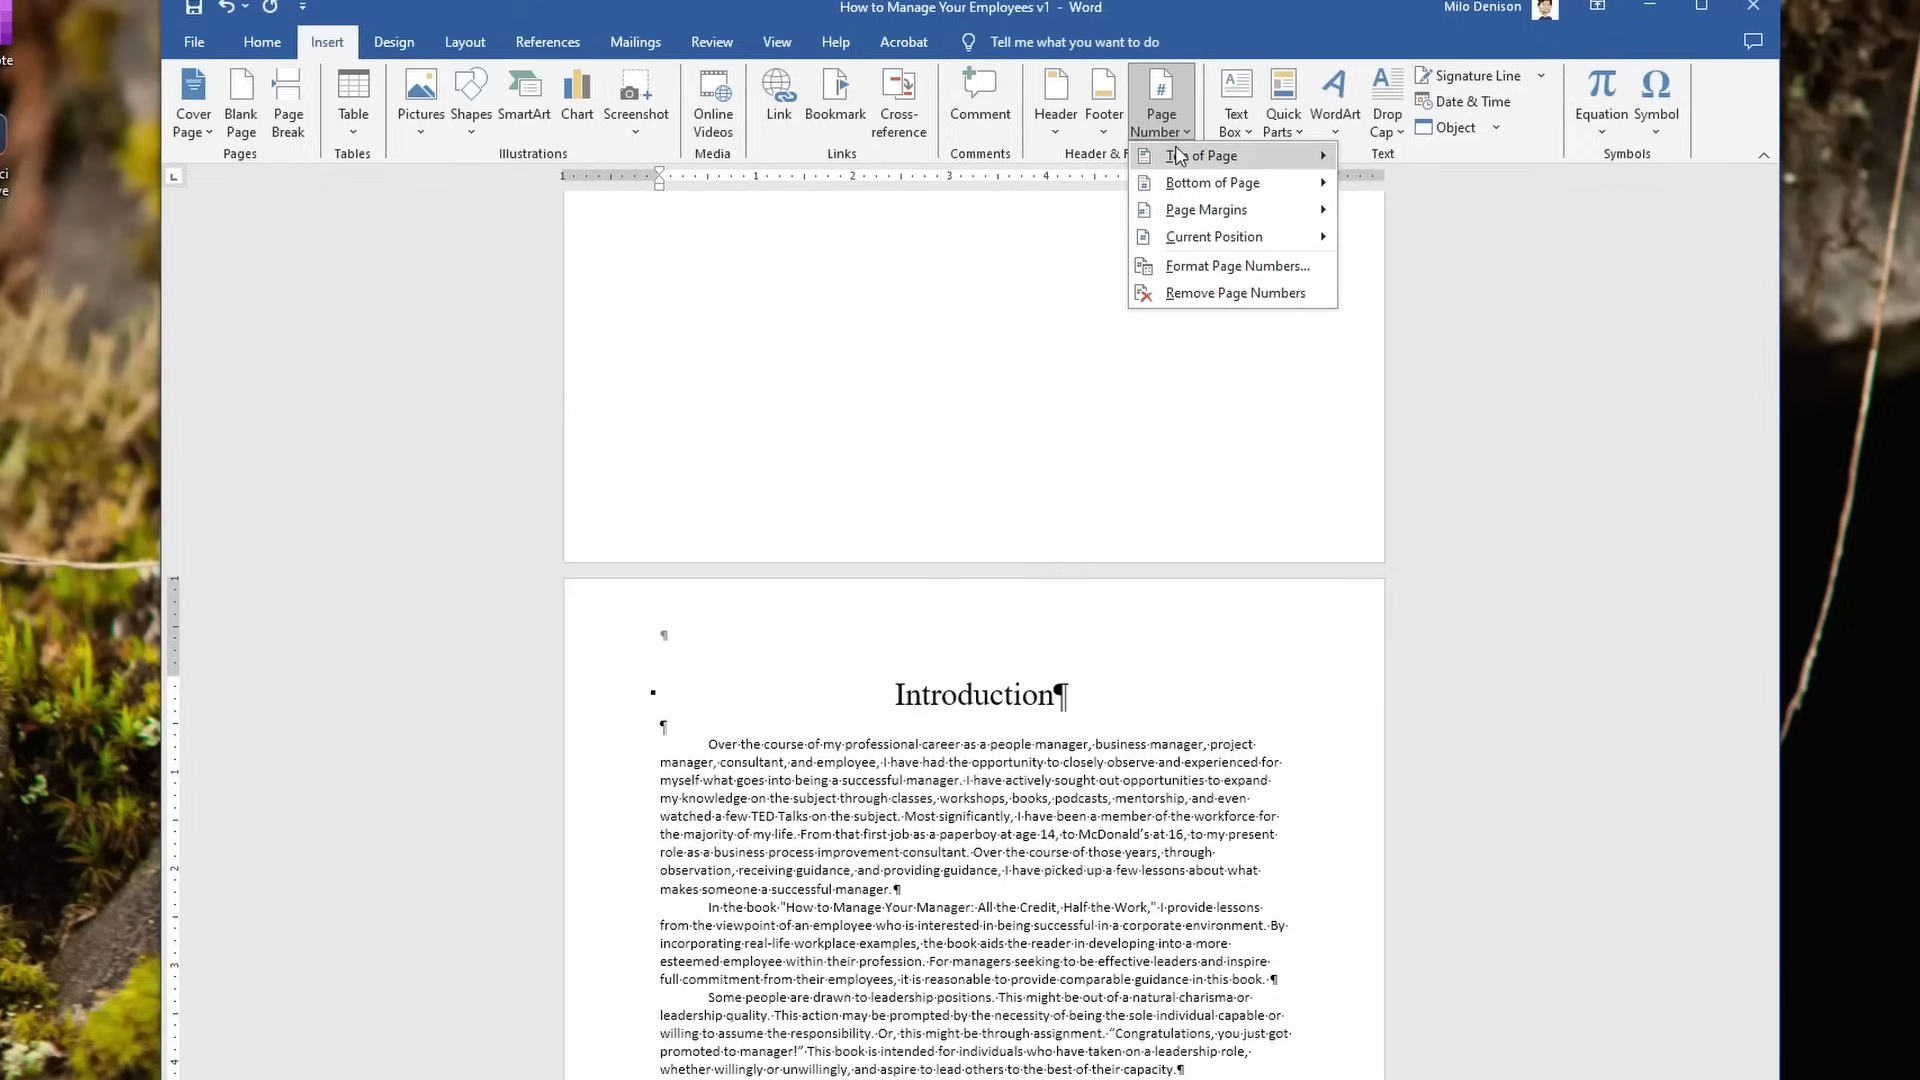 How to Manage Your Employees v1 - Word
Milo Denison
File Home Insert Design Layout References Mailings Review View Help Acrobat Tell me what you want to do
Cover Page
Blank Page
Page Break
Pages
Table
Tables
Pictures
Shapes
SmartArt
Chart
Screenshot
Illustrations
Online Videos
Media
Link
Bookmark
Cross-reference
Links
Comment
Comments
Header
Footer
Page Number
Header & F
Text Box
Quick Parts
WordArt
Drop Cap
Signature Line
Date & Time
Object
Text
Equation
Symbol
Symbols
of Page
Bottom of Page
Page Margins
Current Position
Format Page Numbers...
Remove Page Numbers
1 1 2 3 4
¶
Introduction¶
¶
Over·the·course·of·my·professional·career·as·a·people·manager,·business·manager,·project·
manager,·consultant,·and·employee,·I·have·had·the·opportunity·to·closely·observe·and·experienced·for·
myself·what·goes·into·being·a·successful·manager.·I·have·actively·sought·out·opportunities·to·expand·
my·knowledge·on·the·subject·through·classes,·workshops,·books,·podcasts,·mentorship,·and·even·
watched·a·few·TED·Talks·on·the·subject.·Most·significantly,·I·have·been·a·member·of·the·workforce·for·
the·majority·of·my·life.·From·that·first·job·as·a·paperboy·at·age·14,·to·McDonald's·at·16,·to·my·present·
role·as·a·business·process·improvement·consultant.·Over·the·course·of·those·years,·through·
observation,·receiving·guidance,·and·providing·guidance,·I·have·picked·up·a·few·lessons·about·what·
makes·someone·a·successful·manager.¶
In·the·book·"How·to·Manage·Your·Manager:·All·the·Credit,·Half·the·Work,"·I·provide·lessons·
from·the·viewpoint·of·an·employee·who·is·interested·in·being·successful·in·a·corporate·environment.·By·
incorporating·real-life·workplace·examples,·the·book·aids·the·reader·in·developing·into·a·more·
esteemed·employee·within·their·profession.·For·managers·seeking·to·be·effective·leaders·and·inspire·
full·commitment·from·their·employees,·it·is·reasonable·to·provide·comparable·guidance·in·this·book.·¶
Some·people·are·drawn·to·leadership·positions.·This·might·be·out·of·a·natural·charisma·or·
leadership·quality.·This·action·may·be·prompted·by·the·necessity·of·being·the·sole·individual·capable·or·
willing·to·assume·the·responsibility.·Or,·this·might·be·through·assignment.·“Congratulations,·you·just·got·
promoted·to·manager!”·This·book·is·intended·for·individuals·who·have·taken·on·a·leadership·role,·
whether·willingly·or·unwillingly,·and·aspire·to·lead·others·to·the·best·of·their·capacity.¶